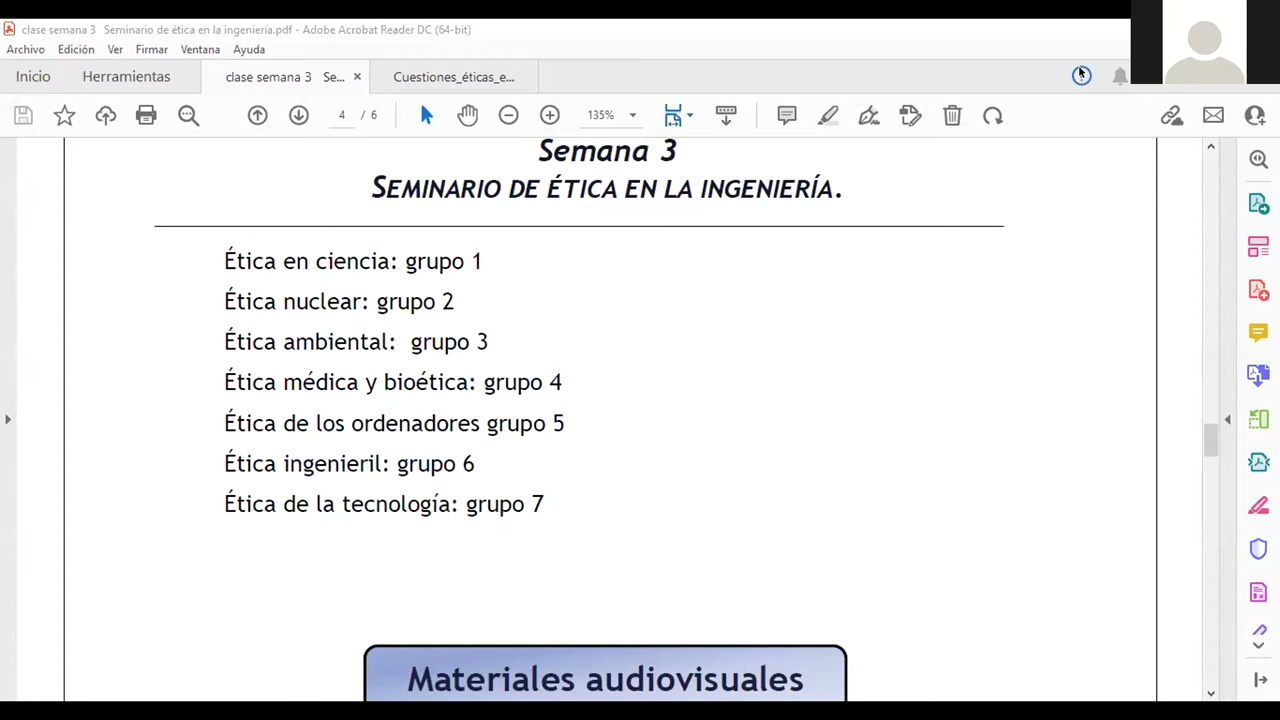 clase semana 3 Seminario de ética en la ingeniería.pdf - Adobe Acrobat Reader DC (64-bit)
Archivo Edición Ver Firmar Ventana Ayuda
Inicio Herramientas clase semana 3 Se... × Cuestiones_éticas_e...
4 / 6 135%
Semana 3
SEMINARIO DE ÉTICA EN LA INGENIERÍA.
Ética en ciencia: grupo 1
Ética nuclear: grupo 2
Ética ambiental: grupo 3
Ética médica y bioética: grupo 4
Ética de los ordenadores grupo 5
Ética ingenieril: grupo 6
Ética de la tecnología: grupo 7
Materiales audiovisuales